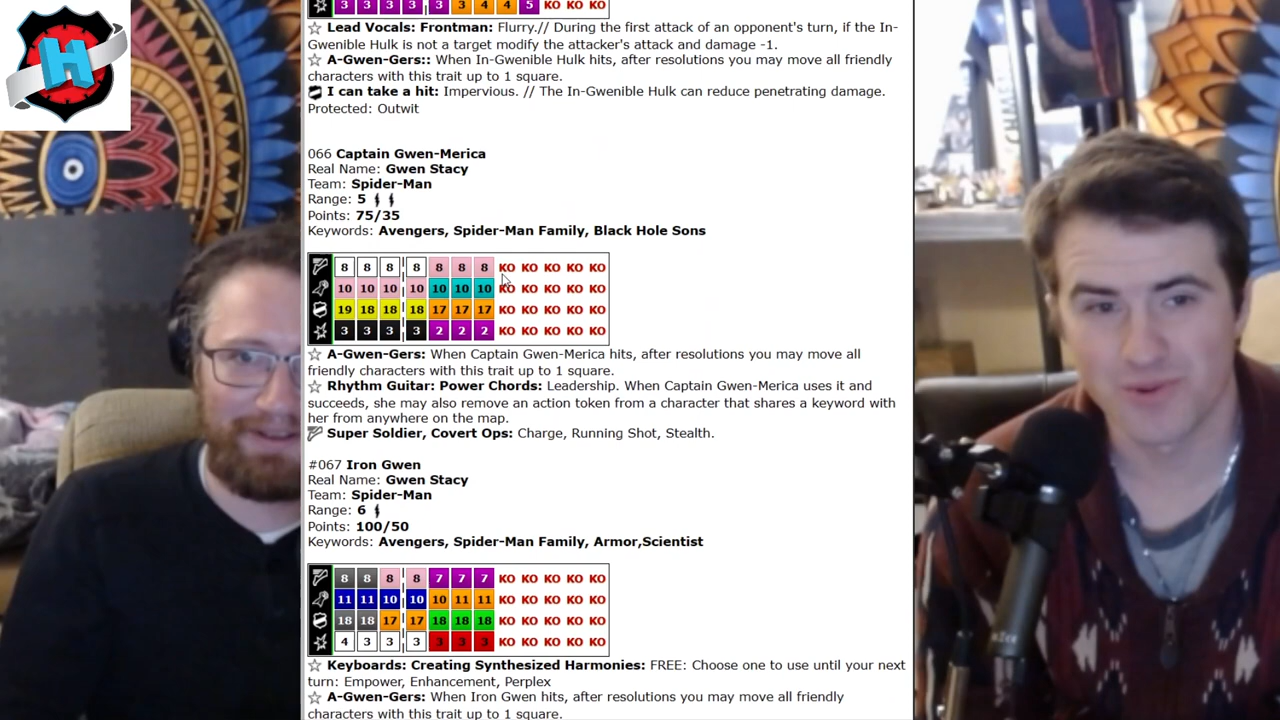 3 3 3 3 3 3 4 4 5 KO KO KO
☆ Lead Vocals: Frontman: Flurry.// During the first attack of an opponent's turn, if the In-
Gwenible Hulk is not a target modify the attacker's attack and damage -1.
☆ A-Gwen-Gers:: When In-Gwenible Hulk hits, after resolutions you may move all friendly
characters with this trait up to 1 square.
I can take a hit: Impervious. // The In-Gwenible Hulk can reduce penetrating damage.
Protected: Outwit
066 Captain Gwen-Merica
Real Name: Gwen Stacy
Team: Spider-Man
Range: 5
Points: 75/35
Keywords: Avengers, Spider-Man Family, Black Hole Sons
8 8 8 8 8 8 8 KO KO KO KO KO
10 10 10 10 10 10 10 KO KO KO KO KO
19 18 18 18 17 17 17 KO KO KO KO KO
3 3 3 3 2 2 2 KO KO KO KO KO
☆ A-Gwen-Gers: When Captain Gwen-Merica hits, after resolutions you may move all
friendly characters with this trait up to 1 square.
☆ Rhythm Guitar: Power Chords: Leadership. When Captain Gwen-Merica uses it and
succeeds, she may also remove an action token from a character that shares a keyword with
her from anywhere on the map.
Super Soldier, Covert Ops: Charge, Running Shot, Stealth.
#067 Iron Gwen
Real Name: Gwen Stacy
Team: Spider-Man
Range: 6
Points: 100/50
Keywords: Avengers, Spider-Man Family, Armor,Scientist
8 8 8 8 7 7 7 KO KO KO KO KO
11 11 10 10 10 11 11 KO KO KO KO KO
18 18 17 17 18 18 18 KO KO KO KO KO
4 3 3 3 3 3 3 KO KO KO KO KO
☆ Keyboards: Creating Synthesized Harmonies: FREE: Choose one to use until your next
turn: Empower, Enhancement, Perplex
☆ A-Gwen-Gers: When Iron Gwen hits, after resolutions you may move all friendly
characters with this trait up to 1 square.
H